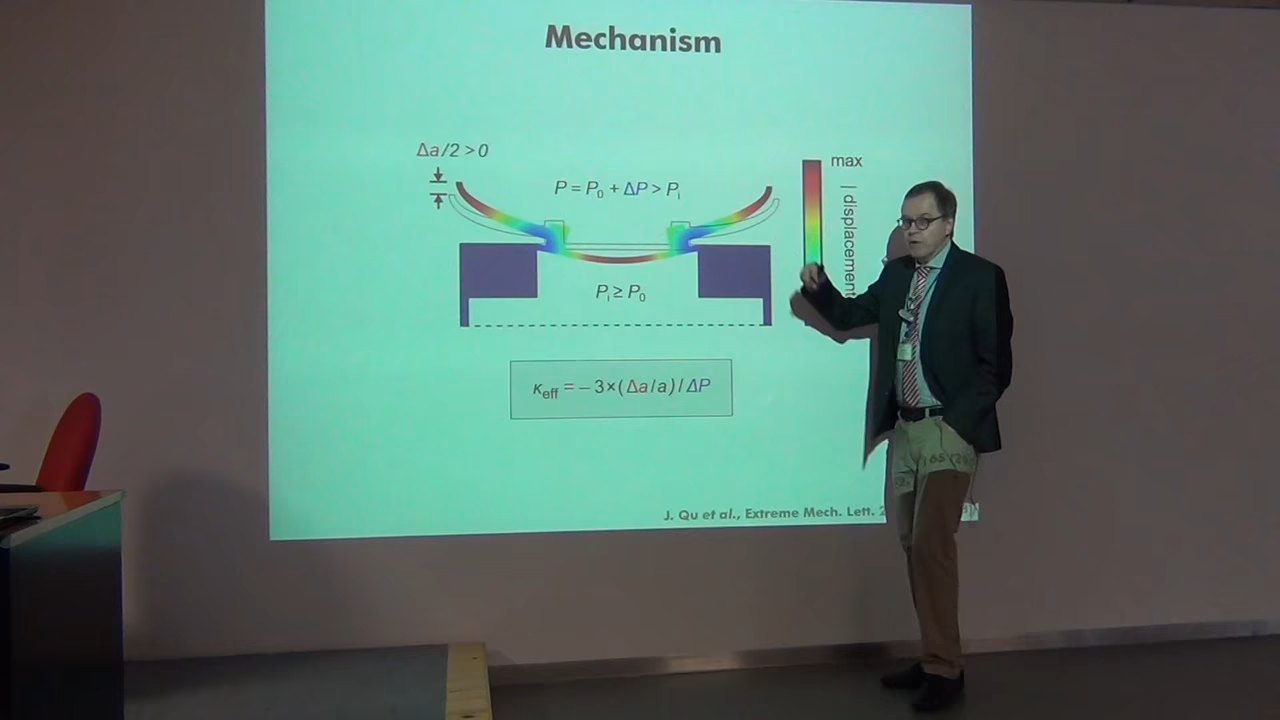 Mechanism
Δa/2 > 0
P = P₀ + ΔP > Pᵢ
max
| displacement
Pᵢ ≥ P₀
κeff = – 3×(Δa/a)/ΔP
J. Qu et al., Extreme Mech. Lett.